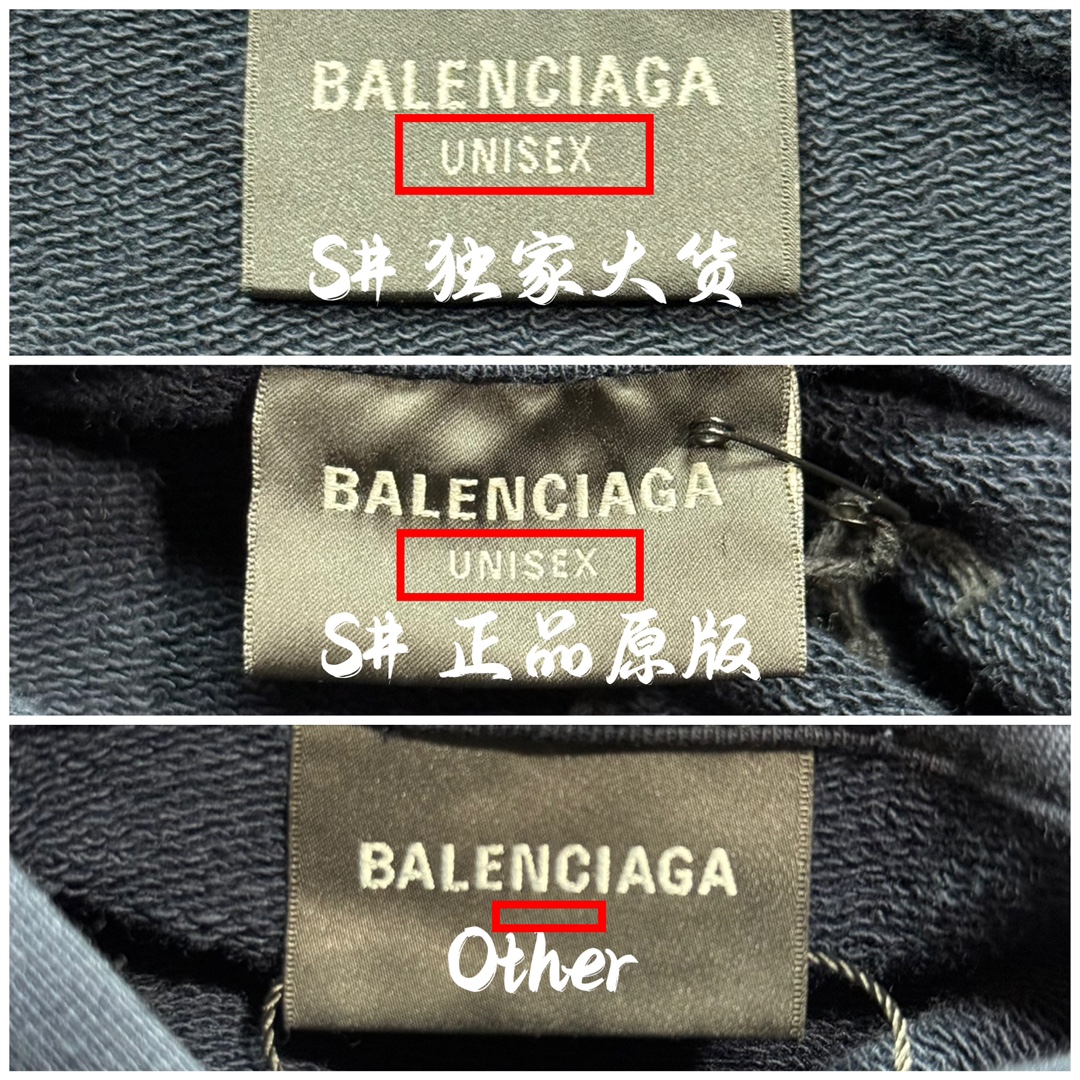 BALENCIAGA
UNISEX
S# 独家大货
BALENCIAGA
UNISEX
S# 正品原版
BALENCIAGA
Other